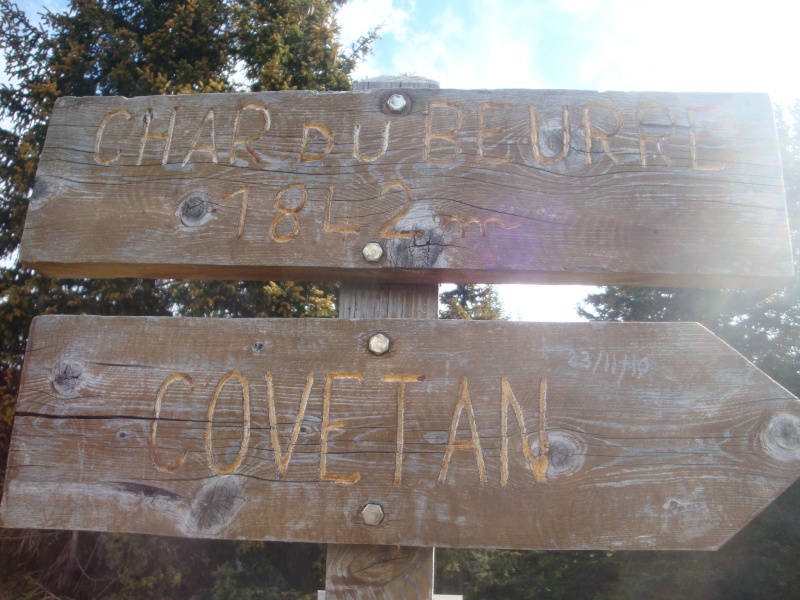 CHAR DU BEURRE
1842 m
23/11/10
COVETAN